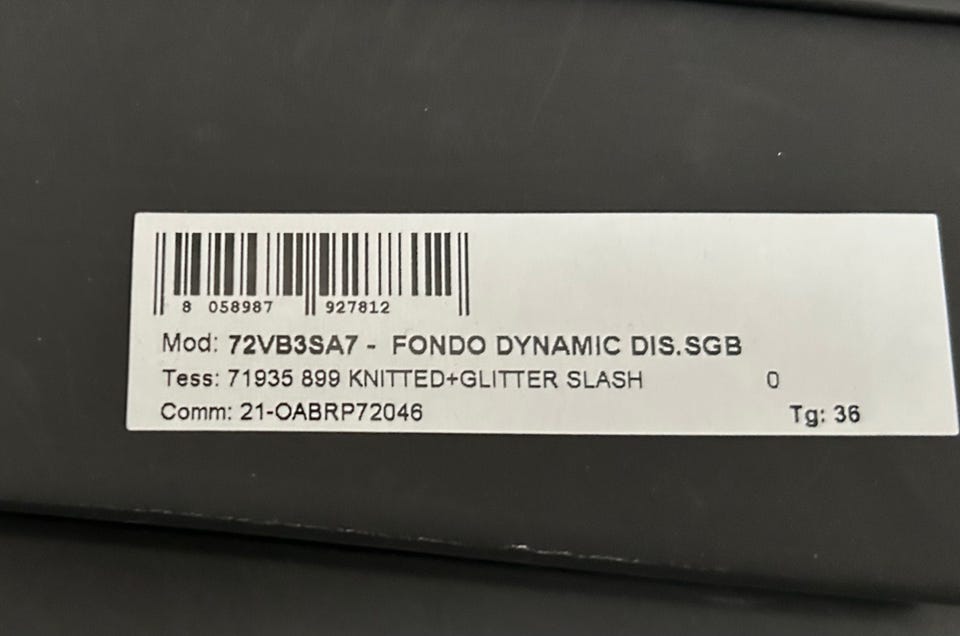 8 058987 927812
Mod: 72VB3SA7 - FONDO DYNAMIC DIS.SGB
Tess: 71935 899 KNITTED+GLITTER SLASH 0
Comm: 21-OABRP72046 Tg: 36